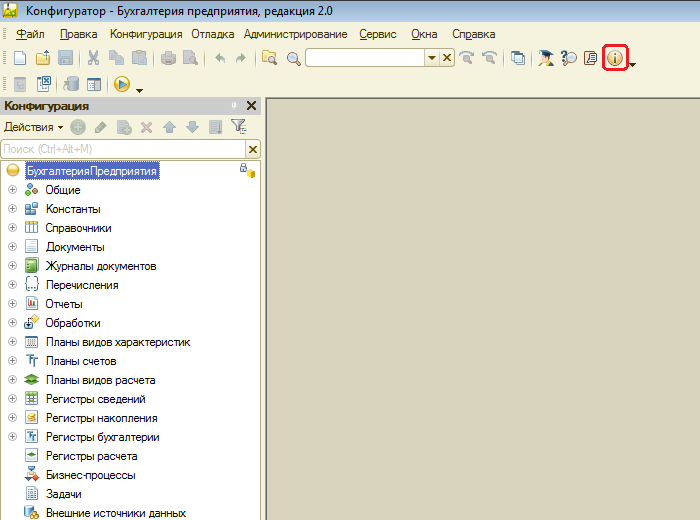 Конфигуратор - Бухгалтерия предприятия, редакция 2.0
Файл Правка Конфигурация Отладка Администрирование Сервис Окна Справка
Конфигурация
Действия
Поиск (Ctrl+Alt+M)
БухгалтерияПредприятия
Общие
Константы
Справочники
Документы
Журналы документов
Перечисления
Отчеты
Обработки
Планы видов характеристик
Планы счетов
Планы видов расчета
Регистры сведений
Регистры накопления
Регистры бухгалтерии
Регистры расчета
Бизнес-процессы
Задачи
Внешние источники данных